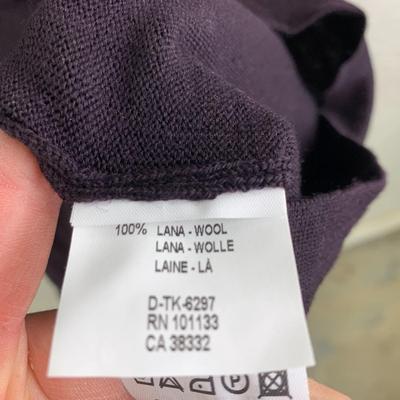 100% LANA - WOOL
LANA - WOLLE
LAINE - LÀ
D-TK-6297
RN 101133
CA 38332
P